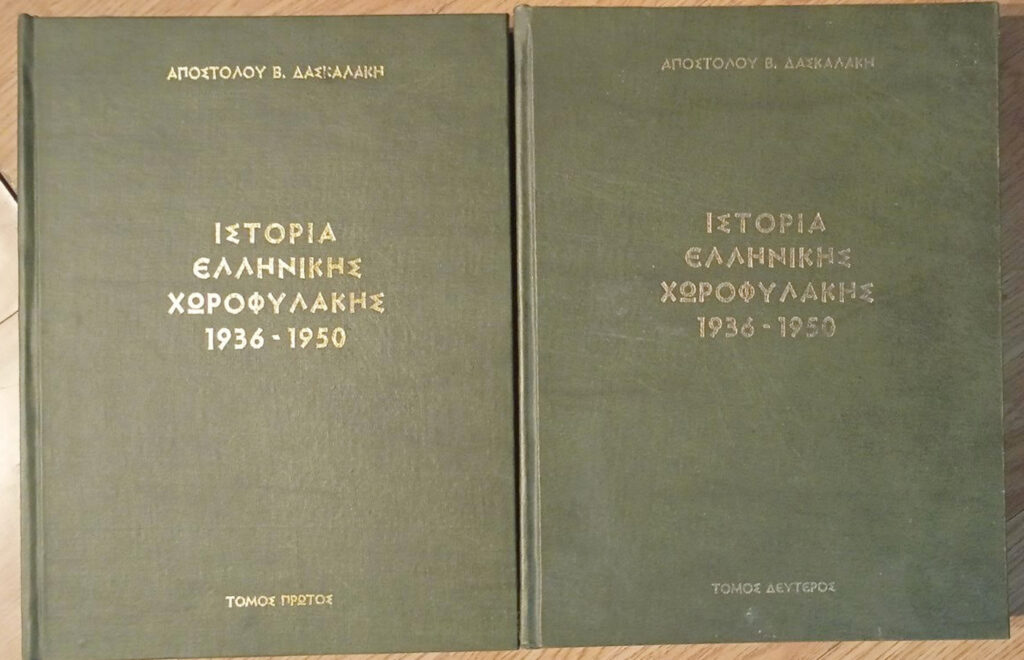 ΑΠΟΣΤΟΛΟΥ Β. ΔΑΣΚΑΛΑΚΗ
ΙΣΤΟΡΙΑ
ΕΛΛΗΝΙΚΗΣ
ΧΩΡΟΦΥΛΑΚΗΣ
1936 - 1950
ΤΟΜΟΣ ΠΡΩΤΟΣ
ΑΠΟΣΤΟΛΟΥ Β. ΔΑΣΚΑΛΑΚΗ
ΙΣΤΟΡΙΑ
ΕΛΛΗΝΙΚΗΣ
ΧΩΡΟΦΥΛΑΚΗΣ
1936 - 1950
ΤΟΜΟΣ ΔΕΥΤΕΡΟΣ